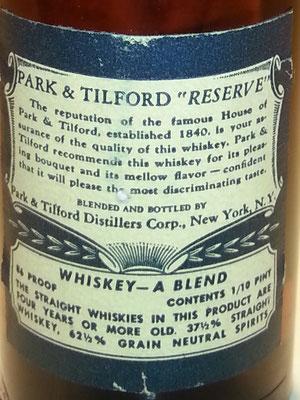 PARK & TILFORD "RESERVE"
The reputation of the famous House of
Park & Tilford, established 1840, is your as-
surance of the quality of this whiskey. Park &
Tilford recommends this whiskey for its pleas-
ing bouquet and its mellow flavor—confident
that it will please the most discriminating taste.
BLENDED AND BOTTLED BY
Park & Tilford Distillers Corp., New York, N.Y.
WHISKEY—A BLEND
86 PROOF CONTENTS 1/10 PINT
THE STRAIGHT WHISKIES IN THIS PRODUCT ARE
FOUR YEARS OR MORE OLD. 37½% STRAIGHT
WHISKEY, 62½% GRAIN NEUTRAL SPIRITS